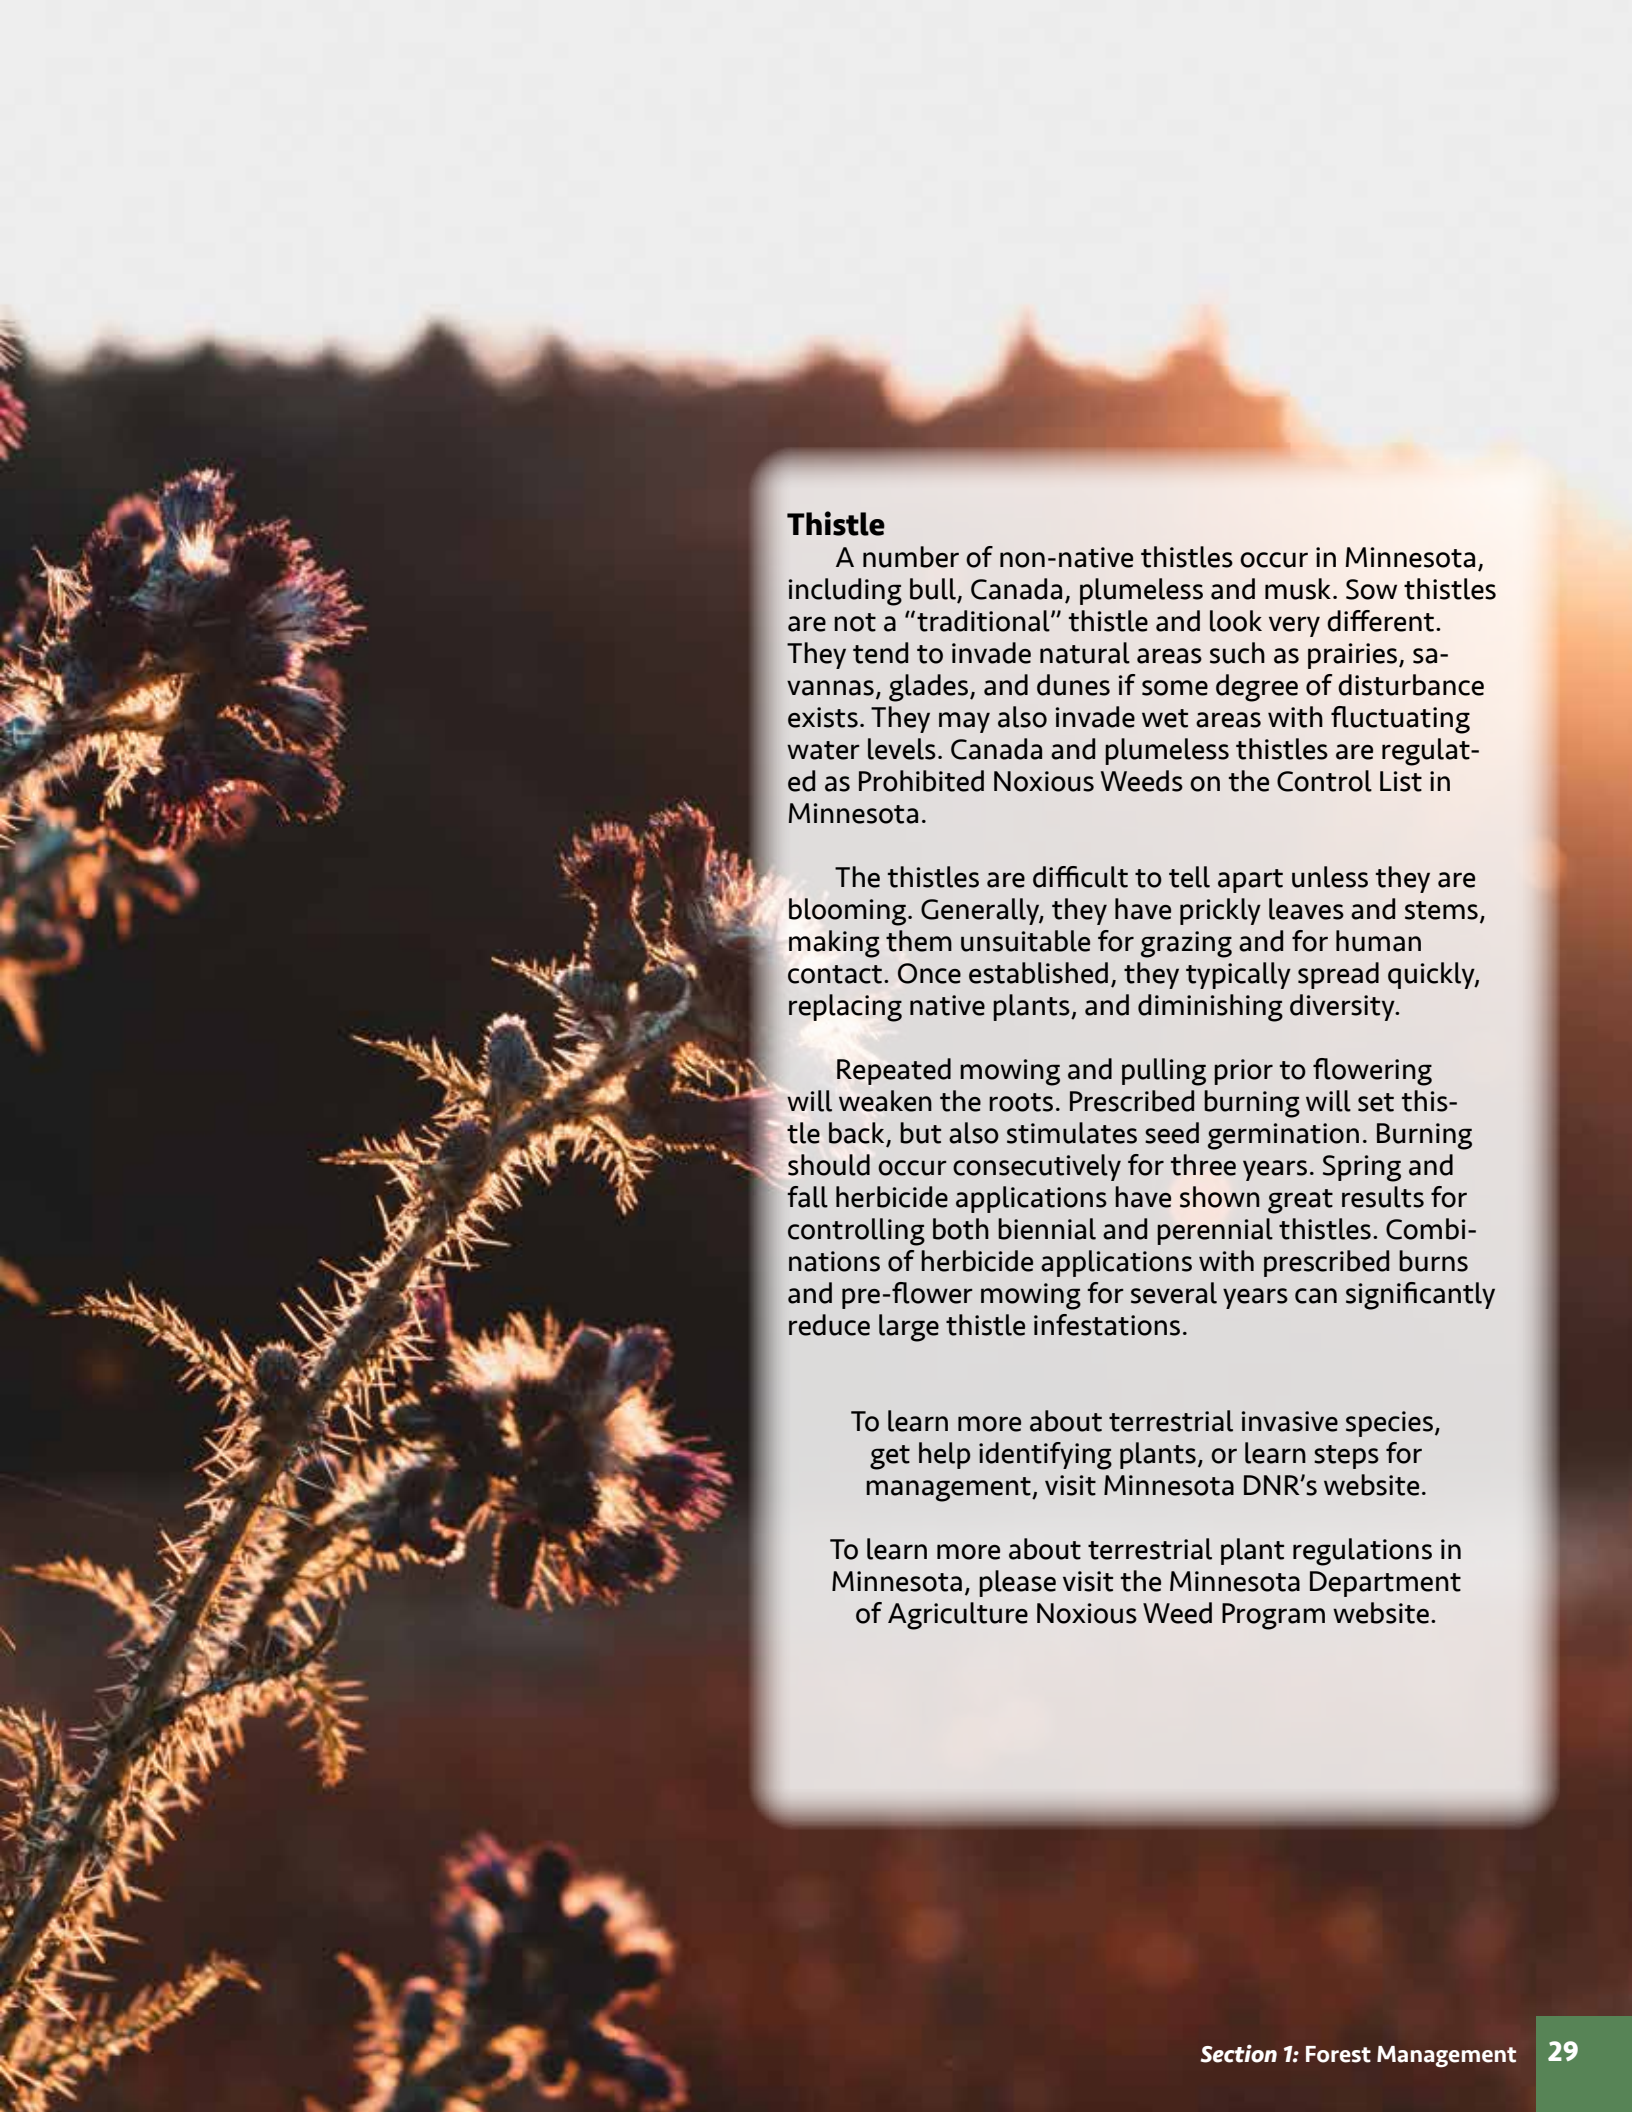 Thistle
A number of non-native thistles occur in Minnesota,
including bull, Canada, plumeless and musk. Sow thistles
are not a “traditional” thistle and look very different.
They tend to invade natural areas such as prairies, sa-
vannas, glades, and dunes if some degree of disturbance
exists. They may also invade wet areas with fluctuating
water levels. Canada and plumeless thistles are regulat-
ed as Prohibited Noxious Weeds on the Control List in
Minnesota.
The thistles are difficult to tell apart unless they are
blooming. Generally, they have prickly leaves and stems,
making them unsuitable for grazing and for human
contact. Once established, they typically spread quickly,
replacing native plants, and diminishing diversity.
Repeated mowing and pulling prior to flowering
will weaken the roots. Prescribed burning will set this-
tle back, but also stimulates seed germination. Burning
should occur consecutively for three years. Spring and
fall herbicide applications have shown great results for
controlling both biennial and perennial thistles. Combi-
nations of herbicide applications with prescribed burns
and pre-flower mowing for several years can significantly
reduce large thistle infestations.
To learn more about terrestrial invasive species,
get help identifying plants, or learn steps for
management, visit Minnesota DNR’s website.
To learn more about terrestrial plant regulations in
Minnesota, please visit the Minnesota Department
of Agriculture Noxious Weed Program website.
Section 1: Forest Management 29